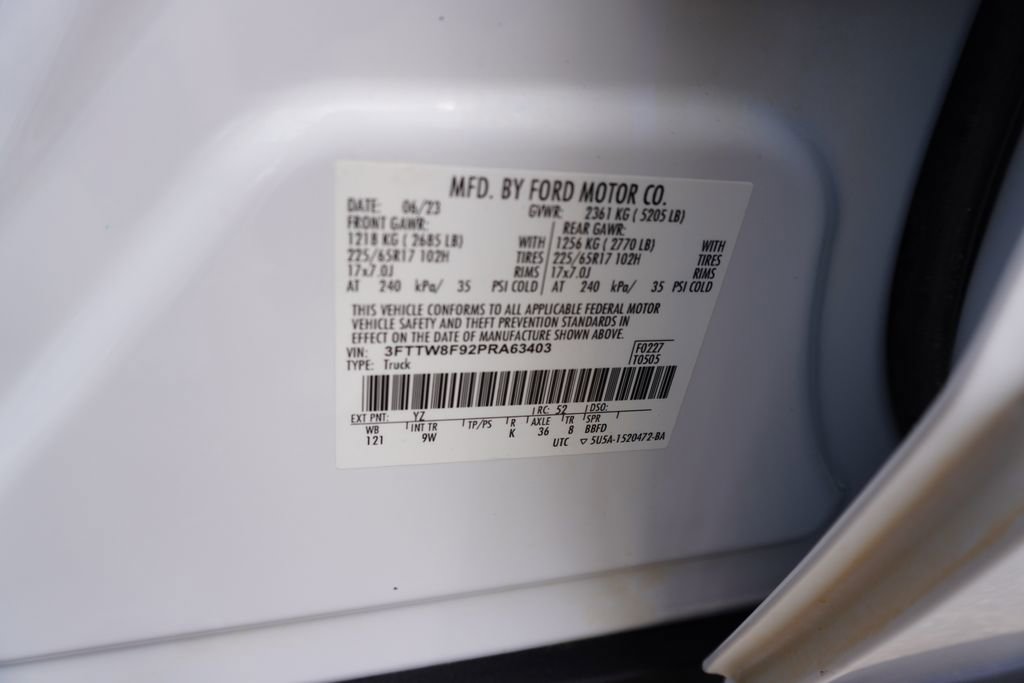 MFD. BY FORD MOTOR CO.
DATE: 06/23 GVWR: 2361 KG ( 5205 LB)
FRONT GAWR: REAR GAWR:
1218 KG ( 2685 LB) WITH 1256 KG ( 2770 LB) WITH
225/65R17 102H TIRES 225/65R17 102H TIRES
17x7.0J RIMS 17x7.0J RIMS
AT 240 kPa/ 35 PSI COLD AT 240 kPa/ 35 PSI COLD
THIS VEHICLE CONFORMS TO ALL APPLICABLE FEDERAL MOTOR
VEHICLE SAFETY AND THEFT PREVENTION STANDARDS IN
EFFECT ON THE DATE OF MANUFACTURE SHOWN ABOVE.
VIN: 3FTTW8F92PRA63403 F0227
TYPE: Truck T0505
EXT PNT: YZ RC: 52 DSO:
WB INT TR TP/PS R AXLE TR SPR
121 9W K 36 8 BBFD
UTC ▽ 5U5A-1520472-BA